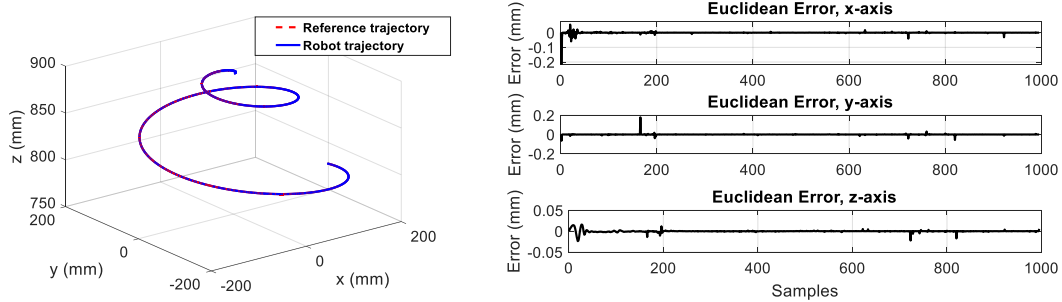 Reference trajectory
Robot trajectory
900
850
800
750
z (mm)
200
0
-200
y (mm)
-200
0
200
x (mm)
Euclidean Error, x-axis
Error (mm)
0
-0.1
-0.2
0 200 400 600 800 1000
Euclidean Error, y-axis
Error (mm)
0.2
0
-0.2
0 200 400 600 800 1000
Euclidean Error, z-axis
Error (mm)
0.05
0
-0.05
0 200 400 600 800 1000
Samples